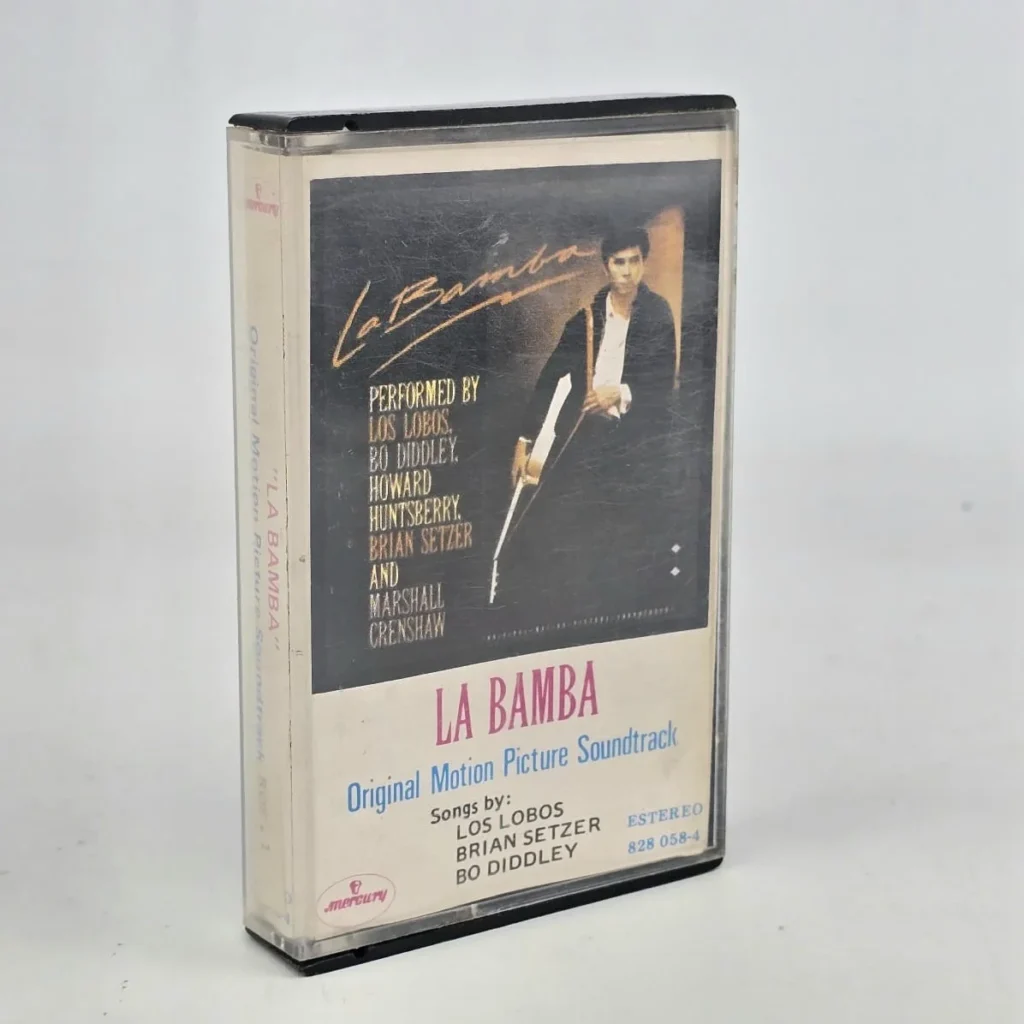 La Bamba
PERFORMED BY
LOS LOBOS,
BO DIDDLEY,
HOWARD
HUNTSBERRY,
BRIAN SETZER
AND
MARSHALL
CRENSHAW
LA BAMBA
Original Motion Picture Soundtrack
Songs by:
LOS LOBOS
BRIAN SETZER
BO DIDDLEY
ESTEREO
828 058-4
mercury
mercury
"LA BAMBA"
Original Motion Picture Soundtrack